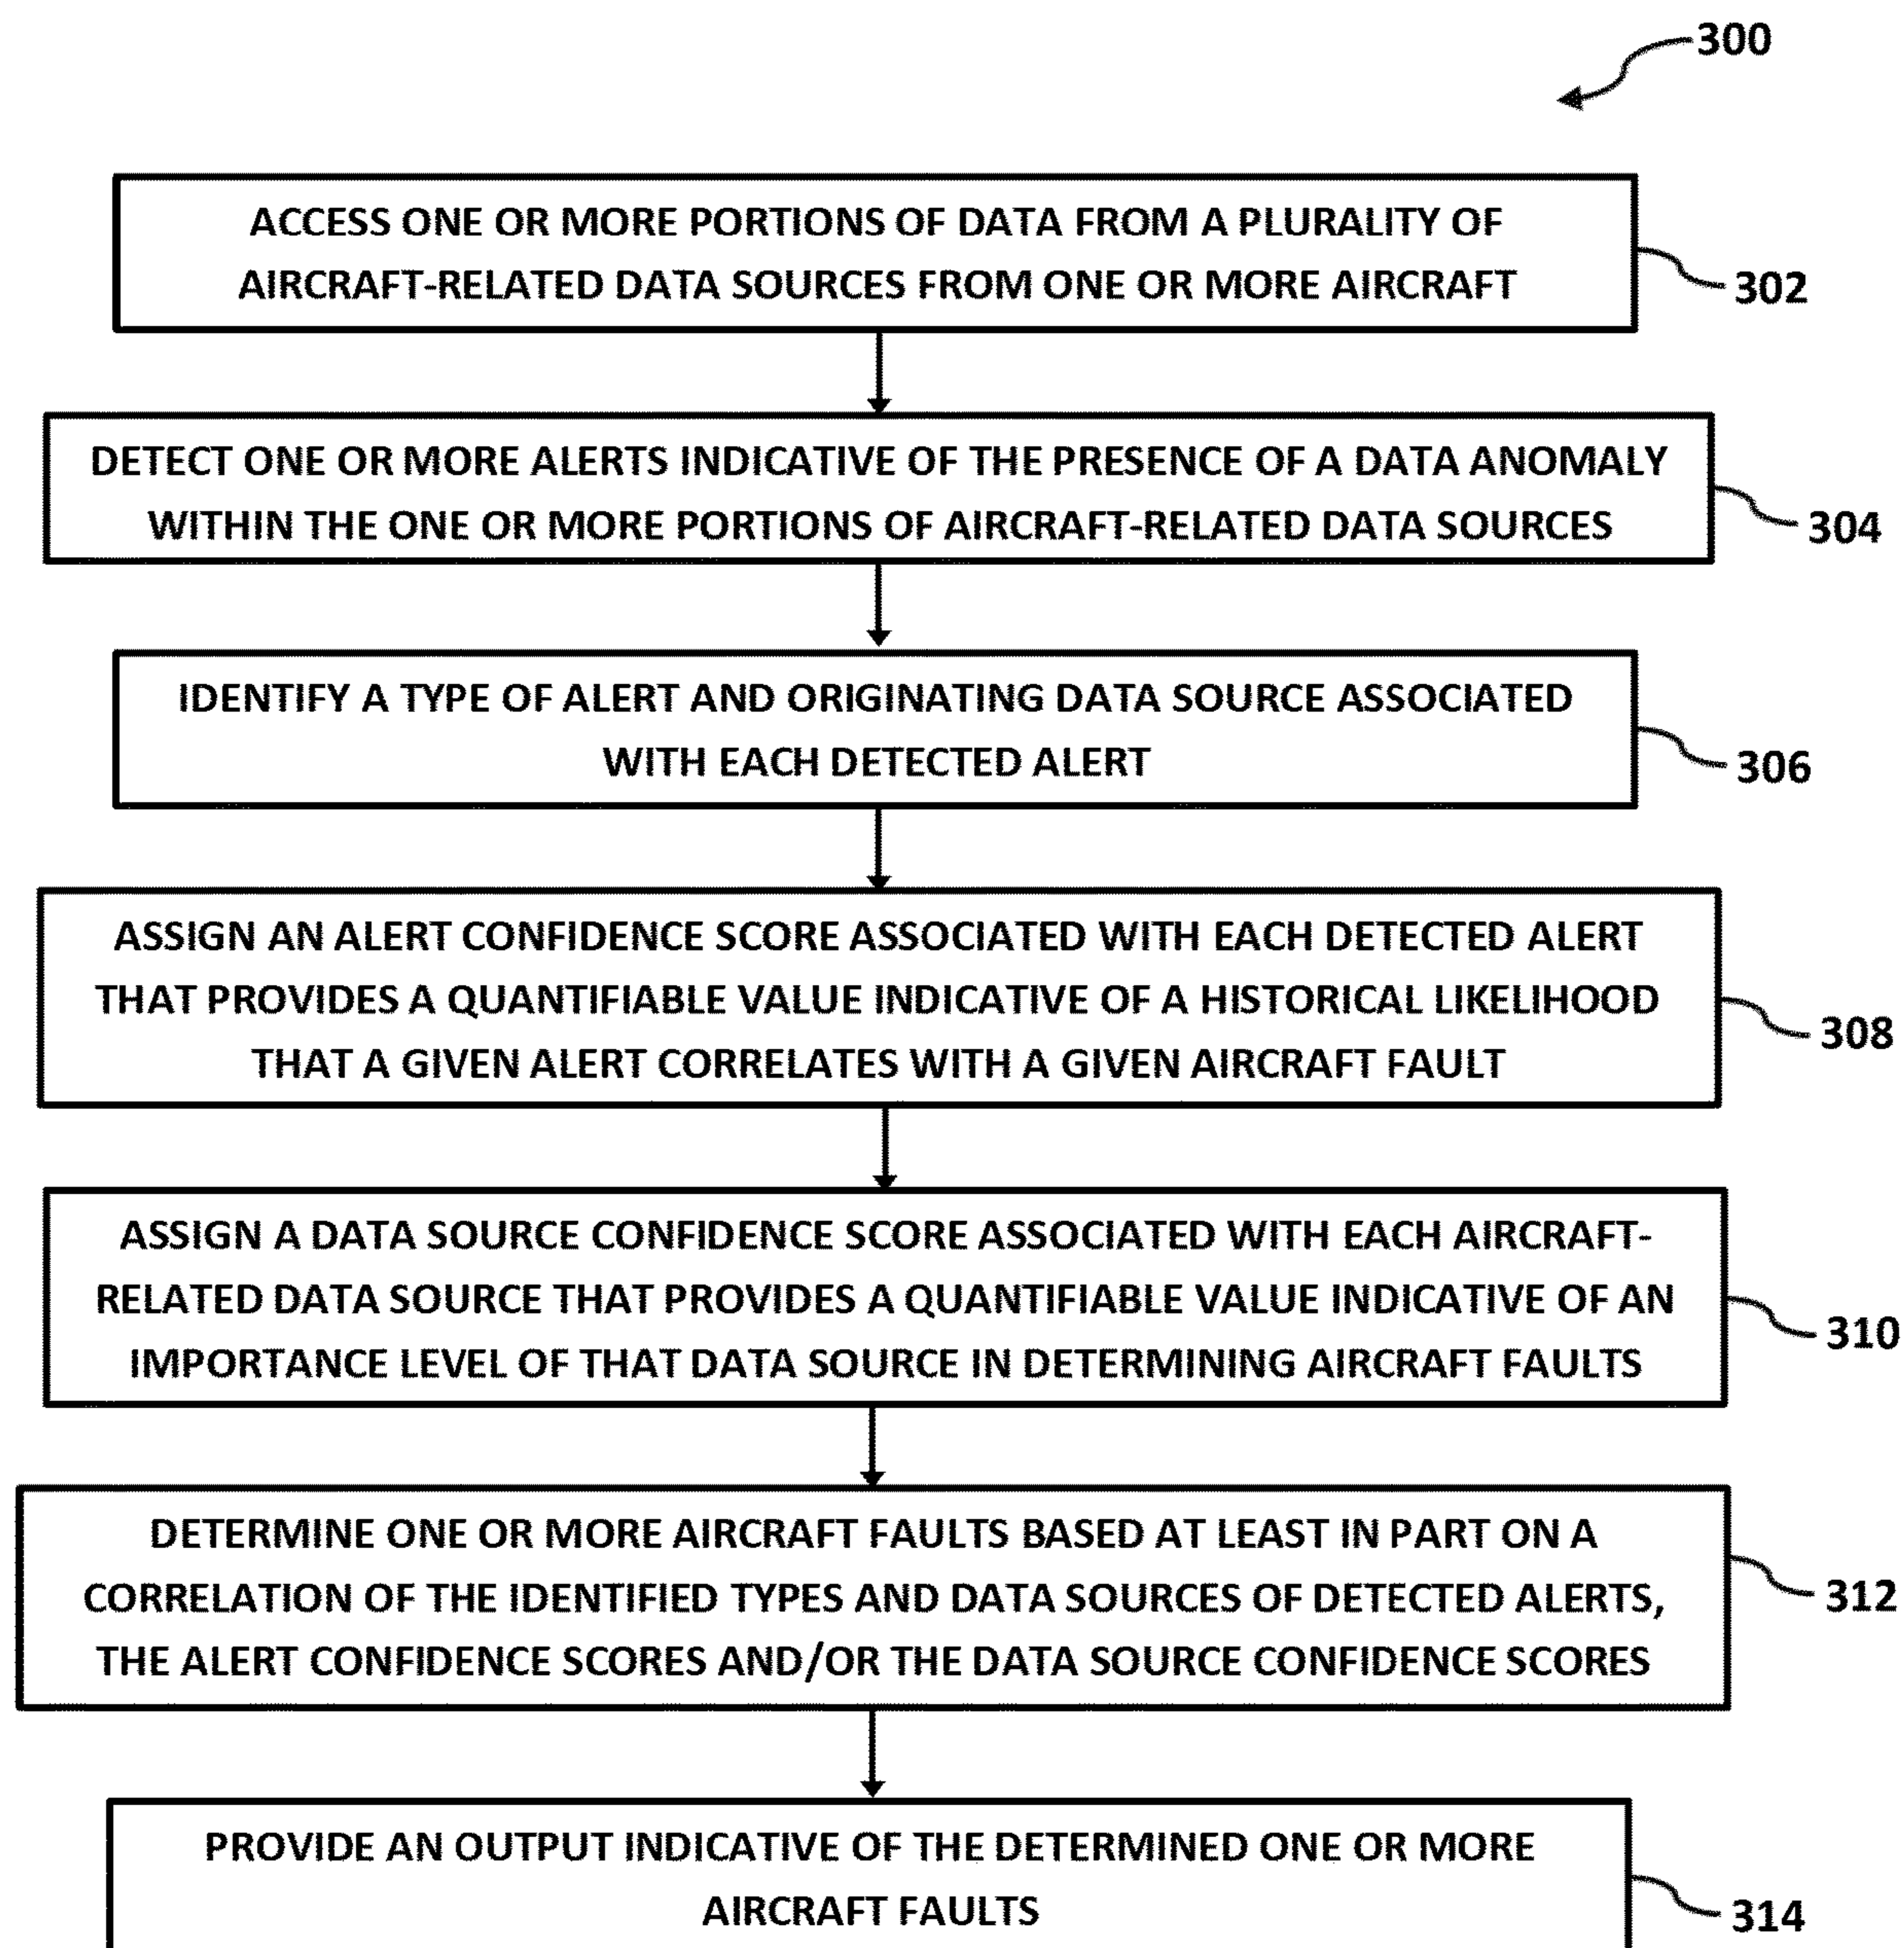 300
ACCESS ONE OR MORE PORTIONS OF DATA FROM A PLURALITY OF
AIRCRAFT-RELATED DATA SOURCES FROM ONE OR MORE AIRCRAFT
302
DETECT ONE OR MORE ALERTS INDICATIVE OF THE PRESENCE OF A DATA ANOMALY
WITHIN THE ONE OR MORE PORTIONS OF AIRCRAFT-RELATED DATA SOURCES
304
IDENTIFY A TYPE OF ALERT AND ORIGINATING DATA SOURCE ASSOCIATED
WITH EACH DETECTED ALERT
306
ASSIGN AN ALERT CONFIDENCE SCORE ASSOCIATED WITH EACH DETECTED ALERT
THAT PROVIDES A QUANTIFIABLE VALUE INDICATIVE OF A HISTORICAL LIKELIHOOD
THAT A GIVEN ALERT CORRELATES WITH A GIVEN AIRCRAFT FAULT
308
ASSIGN A DATA SOURCE CONFIDENCE SCORE ASSOCIATED WITH EACH AIRCRAFT-
RELATED DATA SOURCE THAT PROVIDES A QUANTIFIABLE VALUE INDICATIVE OF AN
IMPORTANCE LEVEL OF THAT DATA SOURCE IN DETERMINING AIRCRAFT FAULTS
310
DETERMINE ONE OR MORE AIRCRAFT FAULTS BASED AT LEAST IN PART ON A
CORRELATION OF THE IDENTIFIED TYPES AND DATA SOURCES OF DETECTED ALERTS,
THE ALERT CONFIDENCE SCORES AND/OR THE DATA SOURCE CONFIDENCE SCORES
312
PROVIDE AN OUTPUT INDICATIVE OF THE DETERMINED ONE OR MORE
AIRCRAFT FAULTS
314